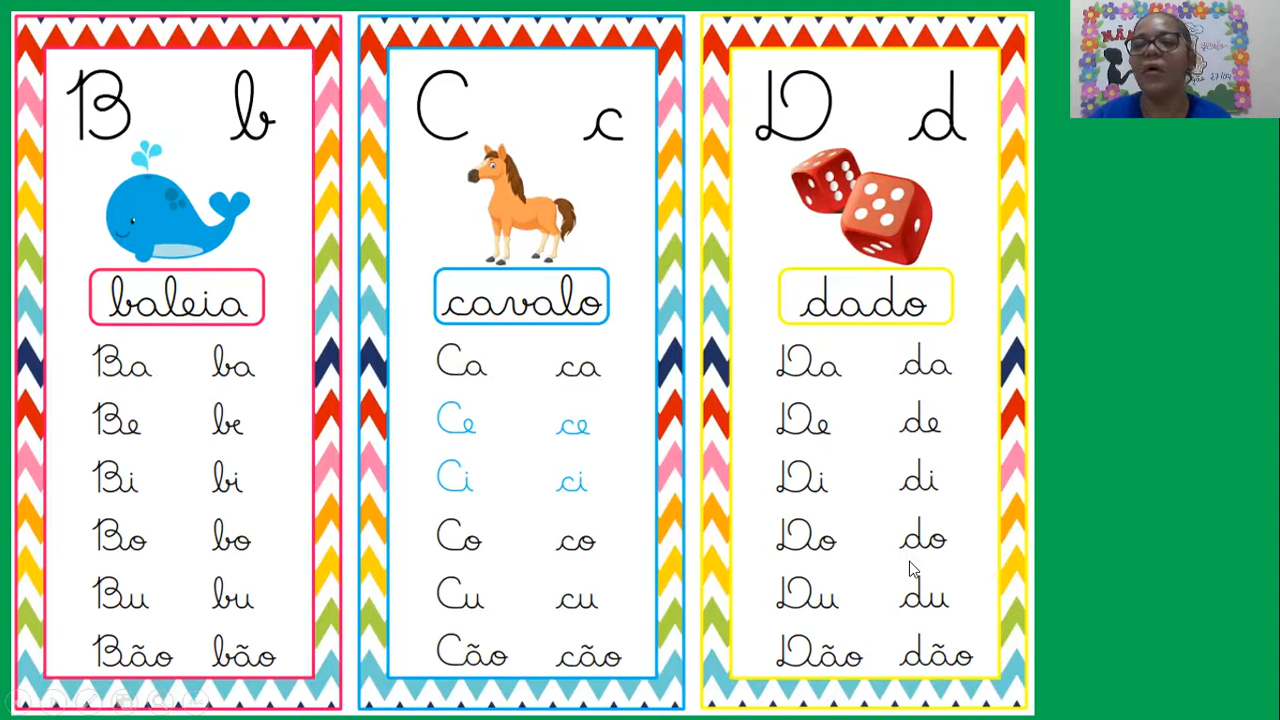 B b
baleia
Ba ba
Be be
Bi bi
Bo bo
Bu bu
Bão bão
C c
cavalo
Ca ca
Ce ce
Ci ci
Co co
Cu cu
Cão cão
D d
dado
Da da
De de
Di di
Do do
Du du
Dão dão